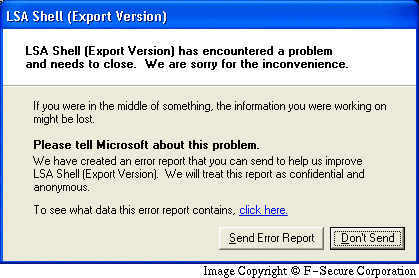 LSA Shell (Export Version)
LSA Shell (Export Version) has encountered a problem
and needs to close.  We are sorry for the inconvenience.
If you were in the middle of something, the information you were working on
might be lost.
Please tell Microsoft about this problem.
We have created an error report that you can send to help us improve
LSA Shell (Export Version).  We will treat this report as confidential and
anonymous.
To see what data this error report contains, click here.
Send Error Report
Don't Send
Image Copyright © F-Secure Corporation